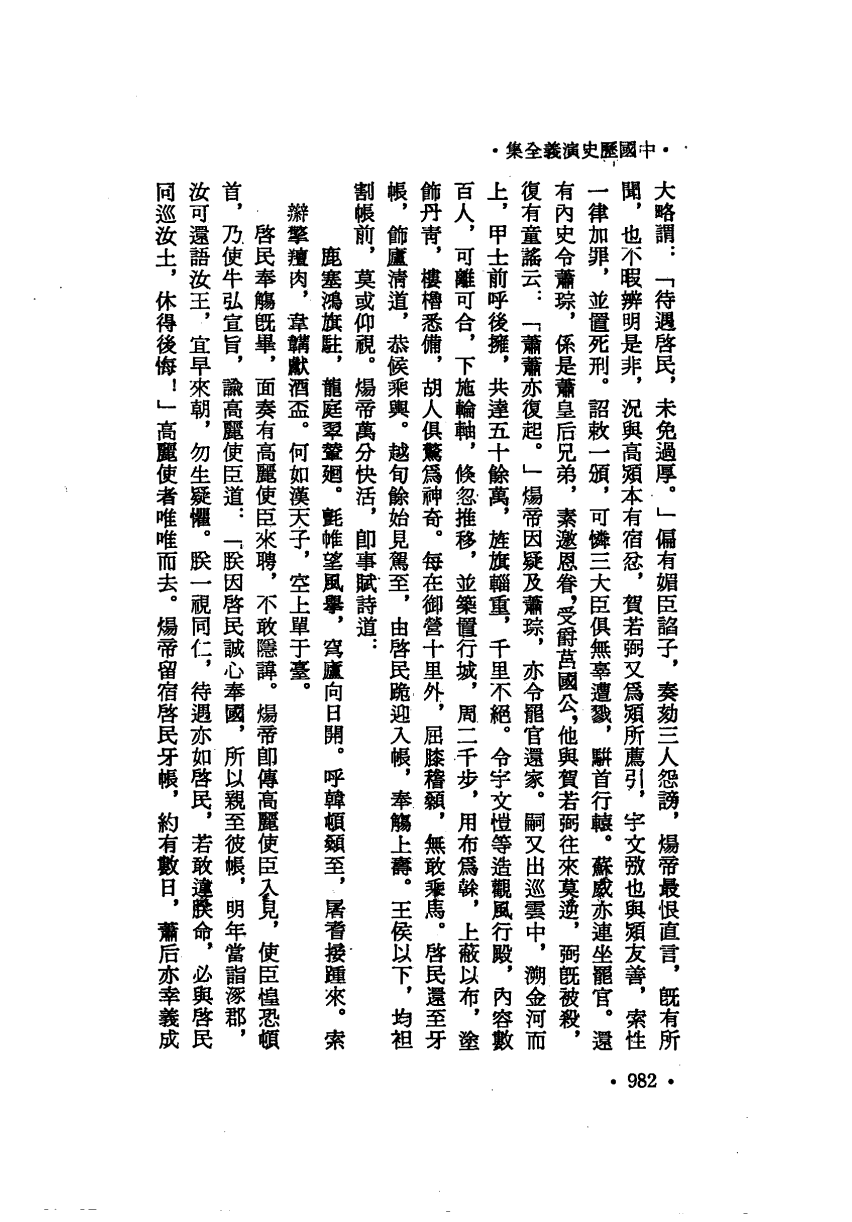 ·中國歷史演義全集·
大略謂：「待遇啓民，未免過厚。」偏有媚臣諂子，奏劾三人怨謗，煬帝最恨直言，旣有所
聞，也不暇辨明是非，況與高熲本有宿忿，賀若弼又爲熲所薦引，宇文㢸也與熲友善，索性
一律加罪，並置死刑。詔敕一頒，可憐三大臣俱無辜遭戮，駢首行轅。蘇威亦連坐罷官。還
有內史令蕭琮，係是蕭皇后兄弟，素邀恩眷，受爵莒國公，他與賀若弼往來莫逆，弼旣被殺，
復有童謠云：「蕭蕭亦復起。」煬帝因疑及蕭琮，亦令罷官還家。嗣又出巡雲中，溯金河而
上，甲士前呼後擁，共達五十餘萬，旌旗輜重，千里不絕。令宇文愷等造觀風行殿，內容數
百人，可離可合，下施輪軸，倏忽推移，並築置行城，周二千步，用布爲榦，上蔽以布，塗
飾丹靑，樓櫓悉備，胡人俱驚爲神奇。每在御營十里外，屈膝稽顙，無敢乘馬。啓民還至牙
帳，飾廬清道，恭候乘輿。越旬餘始見駕至，由啓民跪迎入帳，奉觴上壽。王侯以下，均袒
割帳前，莫或仰視。煬帝萬分快活，卽事賦詩道：
鹿塞鴻旗駐，龍庭翠輦廻。氈帷望風舉，穹廬向日開。呼韓頓顙至，屠耆接踵來。索
辮擎羶肉，韋韝獻酒盃。何如漢天子，空上單于臺。
啓民奉觴旣畢，面奏有高麗使臣來聘，不敢隱諱。煬帝卽傳高麗使臣入見，使臣惶恐頓
首，乃使牛弘宣旨，諭高麗使臣道：「朕因啓民誠心奉國，所以親至彼帳，明年當詣涿郡，
汝可還語汝王，宜早來朝，勿生疑懼。朕一視同仁，待遇亦如啓民，若敢違朕命，必與啓民
同巡汝土，休得後悔！」高麗使者唯唯而去。煬帝留宿啓民牙帳，約有數日，蕭后亦幸義成
·982·